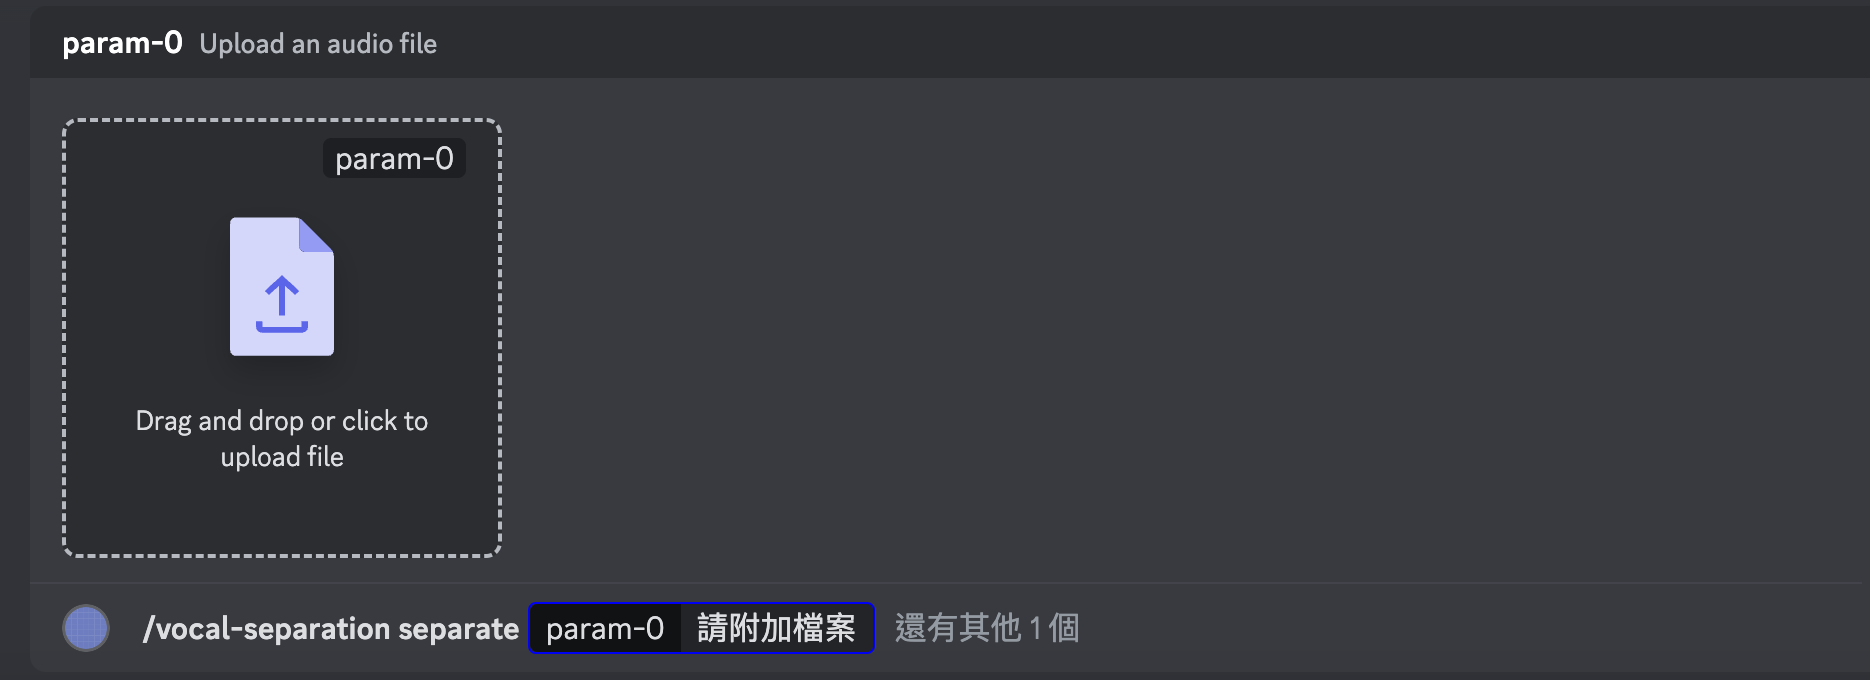 param-0 Upload an audio file
param-0
Drag and drop or click to
upload file
/vocal-separation separate param-0 請附加檔案 還有其他 1 個